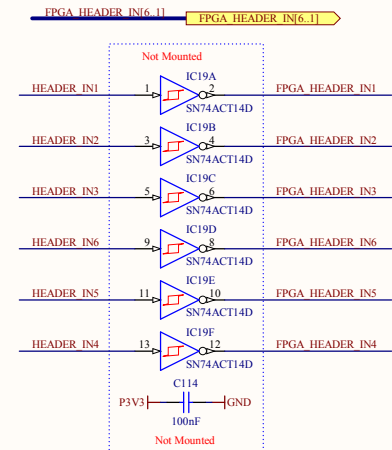 FPGA_HEADER_IN[6..1] FPGA_HEADER_IN[6..1]
Not Mounted
IC19A
HEADER_IN1 1 2 FPGA_HEADER_IN1
SN74ACT14D
IC19B
HEADER_IN2 3 4 FPGA_HEADER_IN2
SN74ACT14D
IC19C
HEADER_IN3 5 6 FPGA_HEADER_IN3
SN74ACT14D
IC19D
HEADER_IN6 9 8 FPGA_HEADER_IN6
SN74ACT14D
IC19E
HEADER_IN5 11 10 FPGA_HEADER_IN5
SN74ACT14D
IC19F
HEADER_IN4 13 12 FPGA_HEADER_IN4
SN74ACT14D
C114
P3V3 GND
100nF
Not Mounted